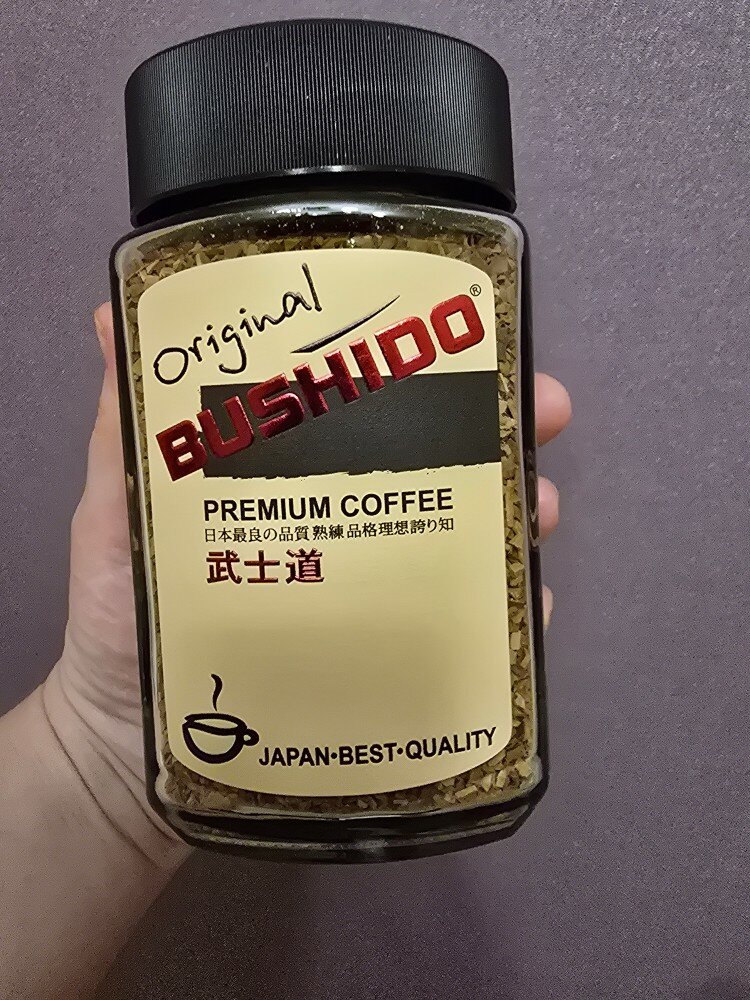 Original
BUSHIDO®
PREMIUM COFFEE
日本最良の品質 熟練 品格理想誇り知
武士道
JAPAN•BEST•QUALITY